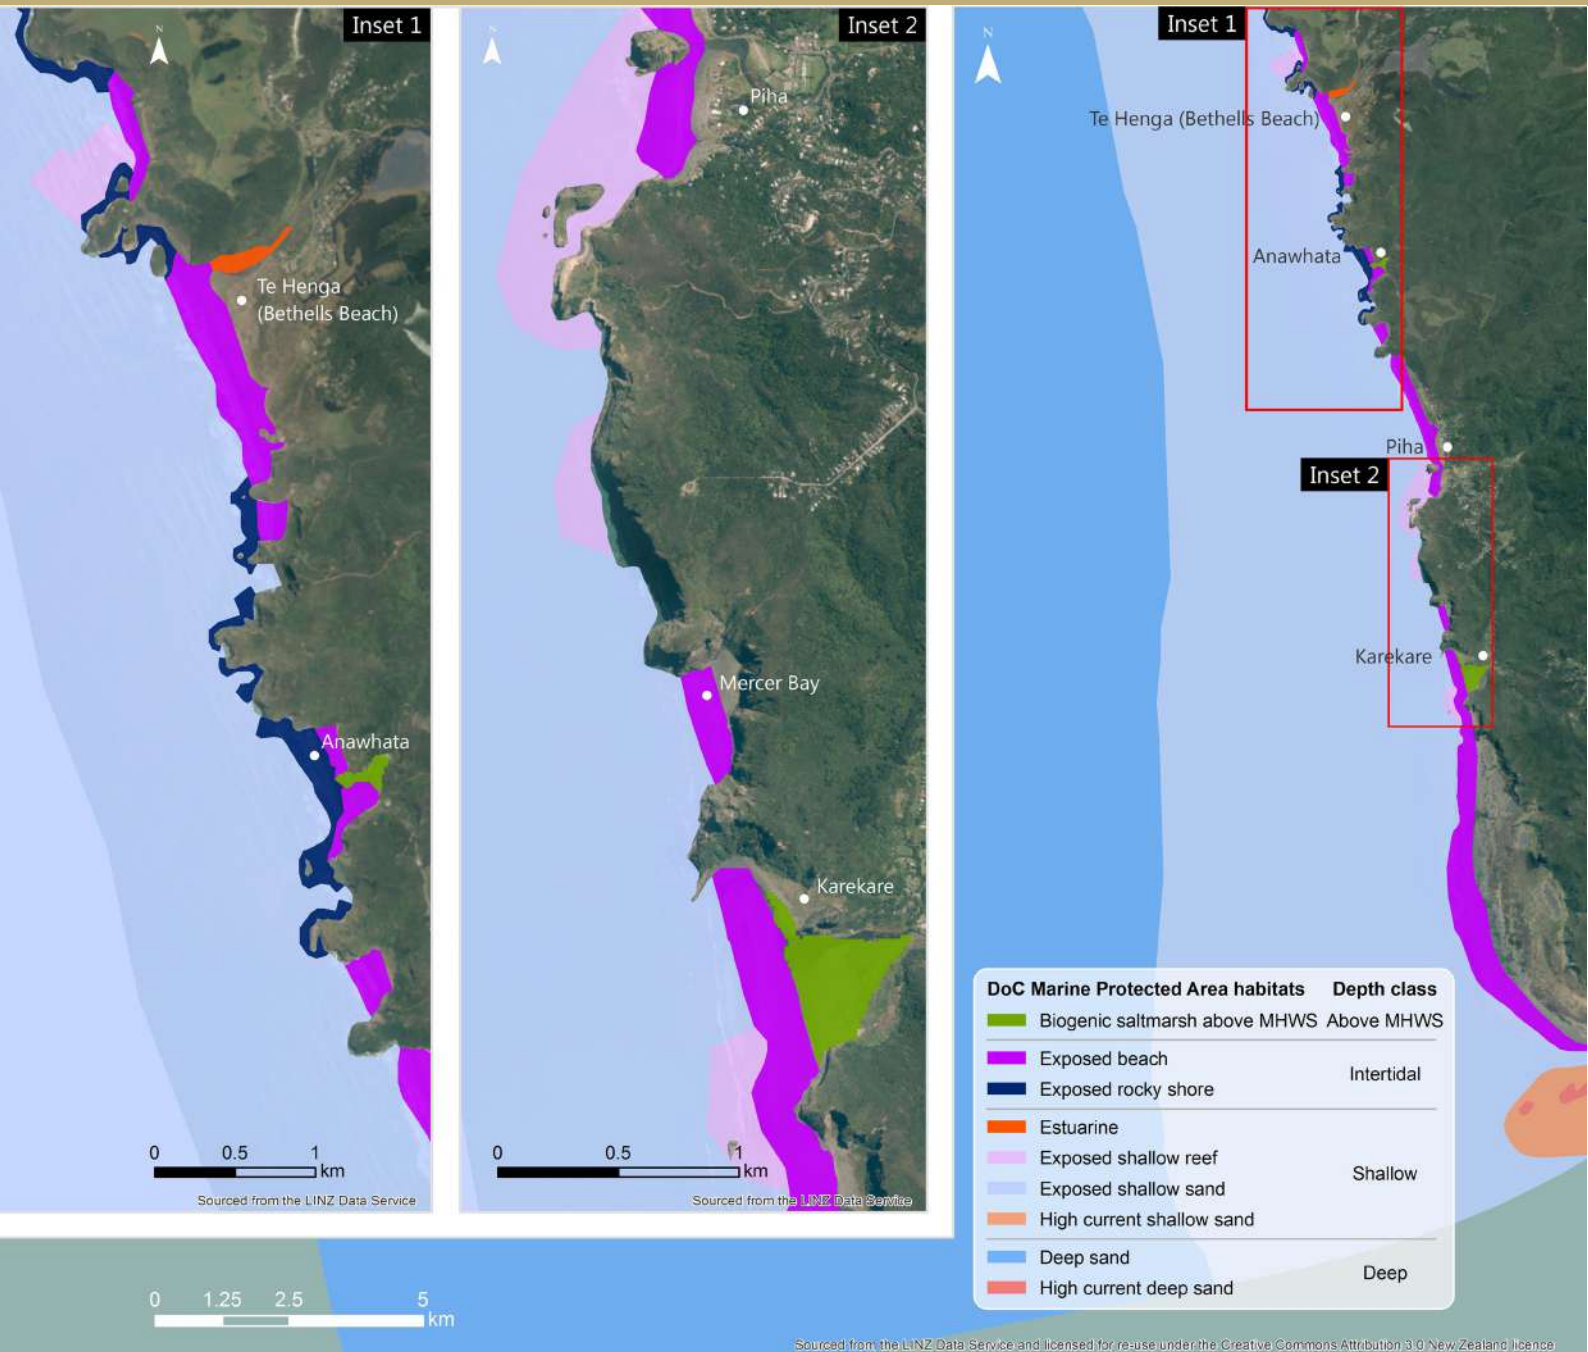 Inset 1
N
Te Henga
(Bethells Beach)
Anawhata
0 0.5 1
km
Sourced from the LINZ Data Service
Inset 2
N
Piha
Mercer Bay
Karekare
0 0.5 1
km
Sourced from the LINZ Data Service
Inset 1
N
Te Henga (Bethells Beach)
Anawhata
Piha
Inset 2
Karekare
DoC Marine Protected Area habitats Depth class
Biogenic saltmarsh above MHWS Above MHWS
Exposed beach
Intertidal
Exposed rocky shore
Estuarine
Exposed shallow reef
Shallow
Exposed shallow sand
High current shallow sand
Deep sand
Deep
High current deep sand
0 1.25 2.5 5
km
Sourced from the LINZ Data Service and licensed for re-use under the Creative Commons Attribution 3.0 New Zealand licence